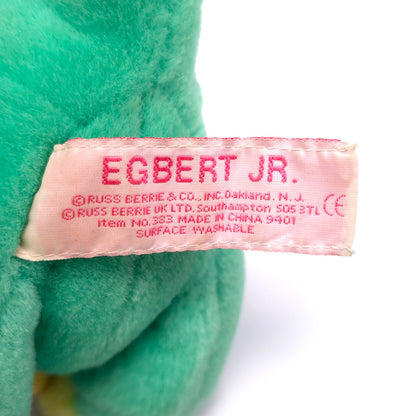 EGBERT JR.
© RUSS BERRIE & CO., INC. Oakland, N. J.
© RUSS BERRIE UK LTD. Southampton SO5 3TL CE
Item No. 383 MADE IN CHINA 9401
SURFACE WASHABLE